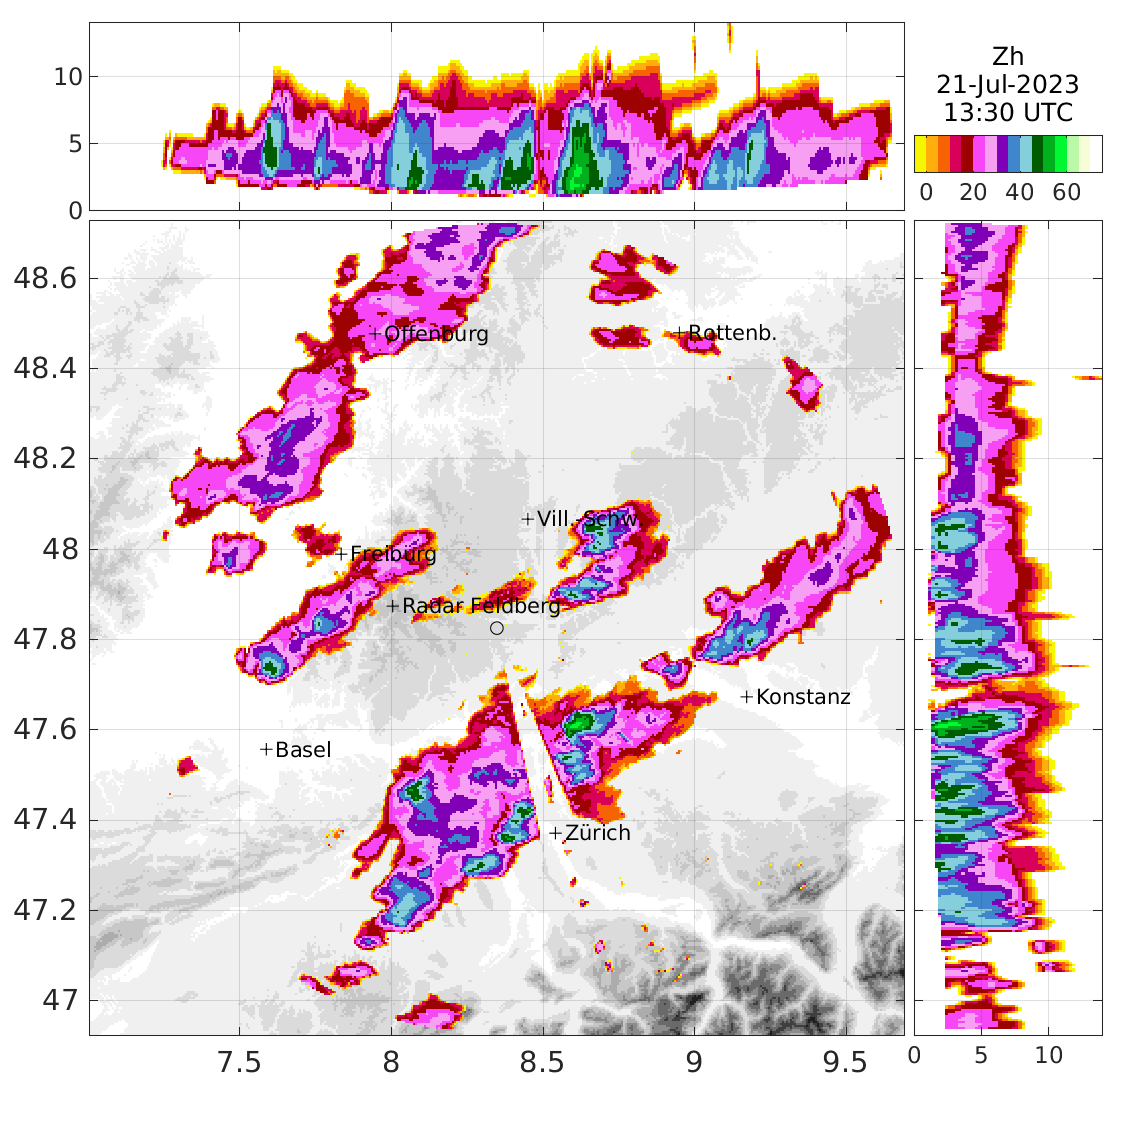 10
5
0
Zh
21-Jul-2023
13:30 UTC
0 20 40 60
48.6
48.4
48.2
48
47.8
47.6
47.4
47.2
47
+Offenburg
+Rottenb.
+Vill.-Schw.
+Freiburg
+Radar Feldberg
+Konstanz
+Basel
+Zürich
7.5 8 8.5 9 9.5
0 5 10